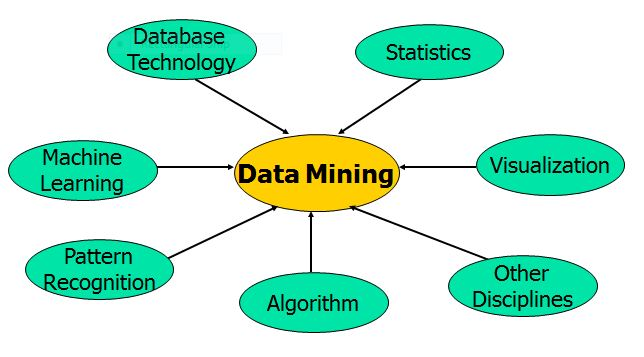 Database
Technology
Statistics
Machine
Learning
Data Mining
Visualization
Pattern
Recognition
Algorithm
Other
Disciplines